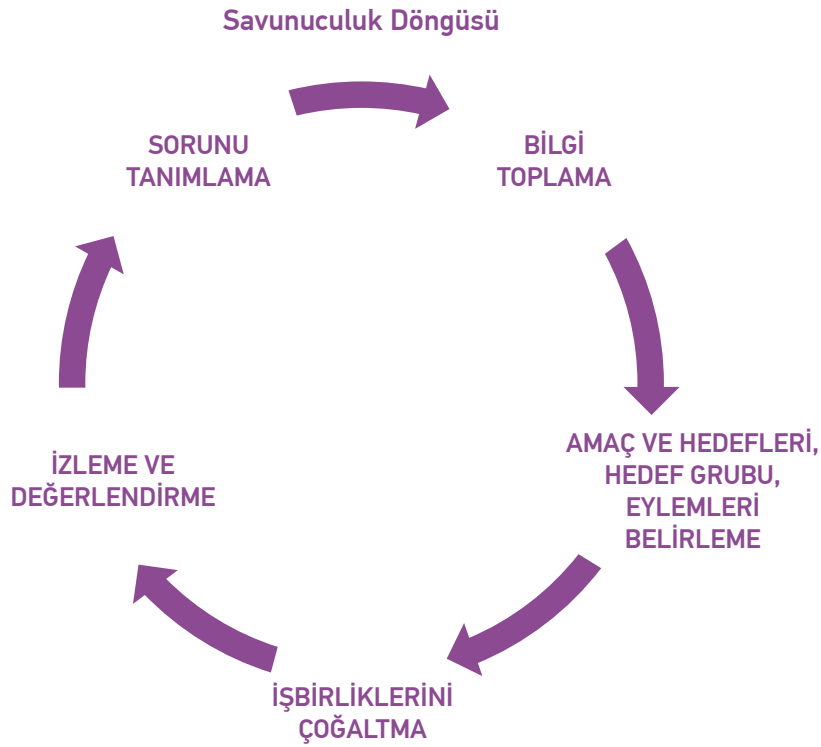 Savunuculuk Döngüsü
SORUNU
TANIMLAMA
BİLGİ
TOPLAMA
AMAÇ VE HEDEFLERİ,
HEDEF GRUBU,
EYLEMLERİ
BELİRLEME
İŞBİRLİKLERİNİ
ÇOĞALTMA
İZLEME VE
DEĞERLENDİRME